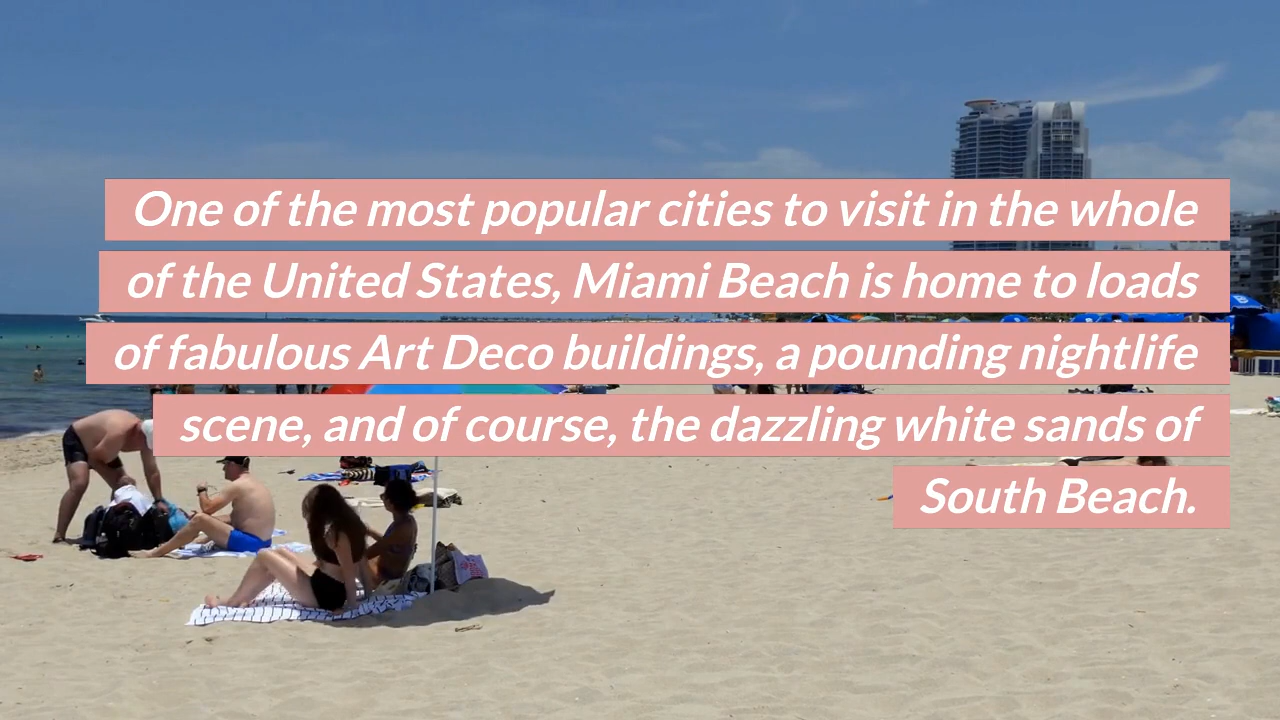 One of the most popular cities to visit in the whole
of the United States, Miami Beach is home to loads
of fabulous Art Deco buildings, a pounding nightlife
scene, and of course, the dazzling white sands of
South Beach.